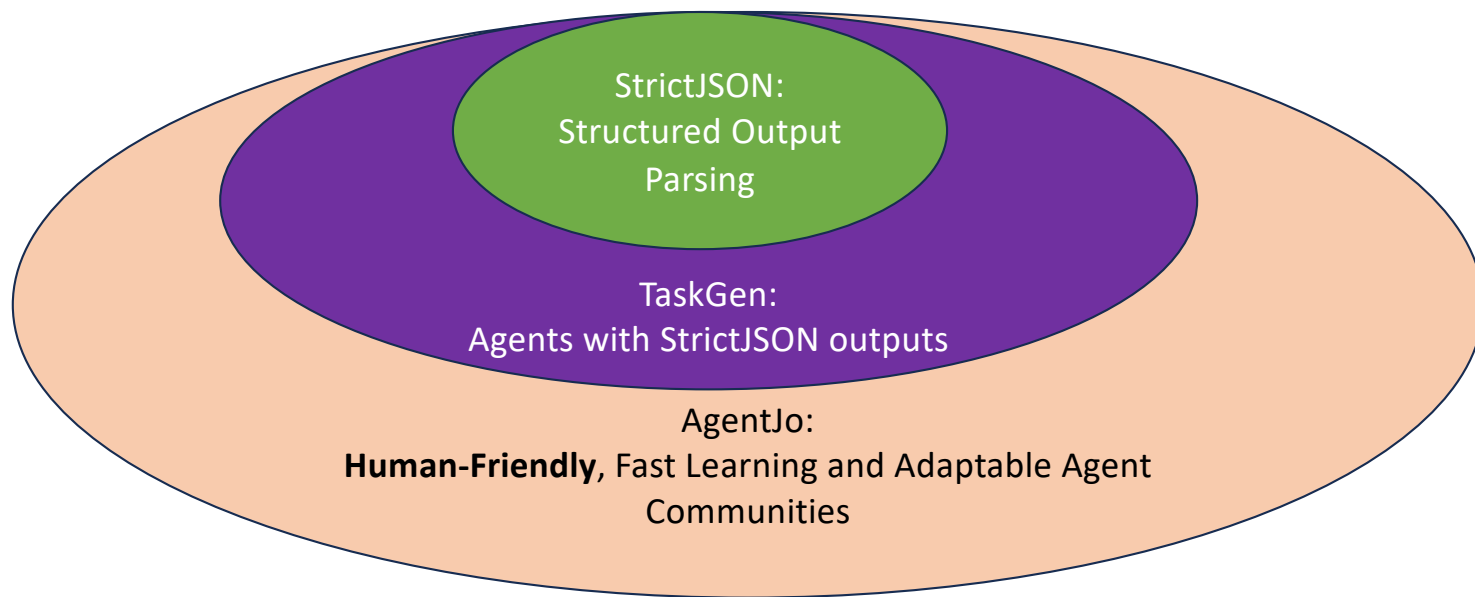 StrictJSON:
Structured Output
Parsing
TaskGen:
Agents with StrictJSON outputs
AgentJo:
Human-Friendly, Fast Learning and Adaptable Agent
Communities